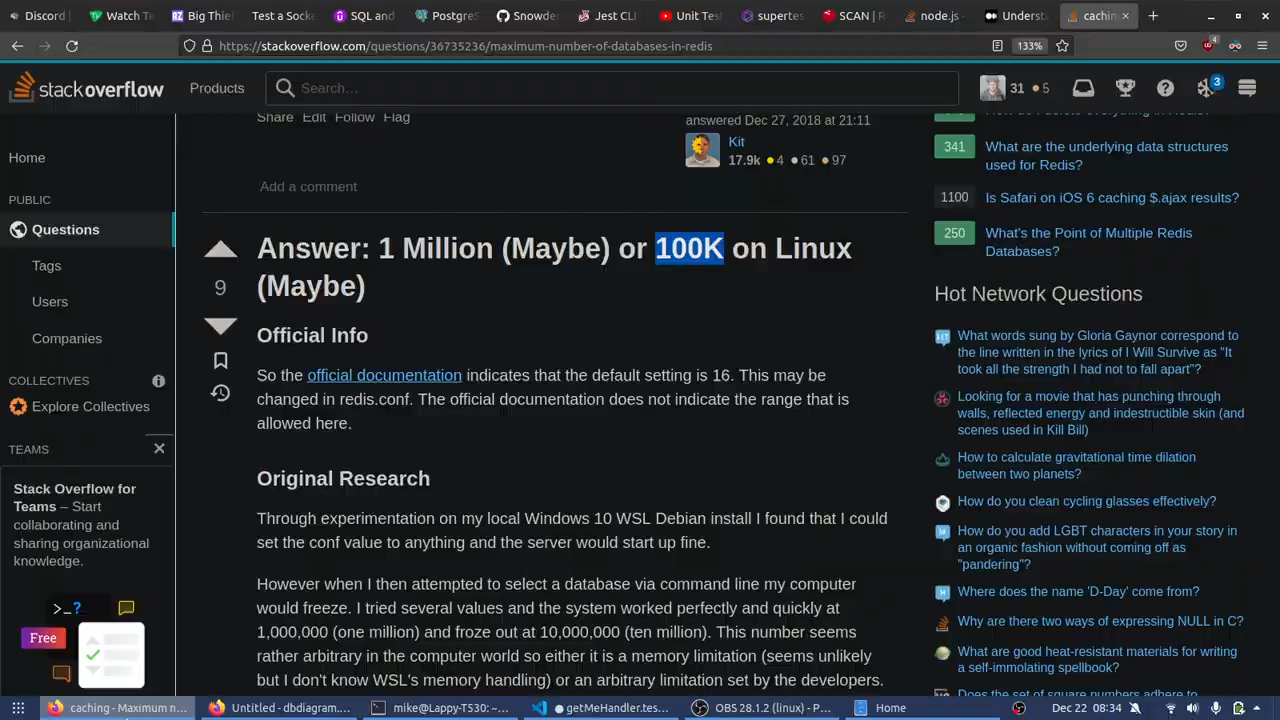 Discord |
Watch Te
Big Thiel
Test a Socke
SQL and
PostgreS
Snowden
Jest CLI
Unit Test
supertes
SCAN | R
node.js -
Understa
cachin
https://stackoverflow.com/questions/36735236/maximum-number-of-databases-in-redis
133%
4
stackoverflow
Products
Search...
31 5
3
Share Edit Follow Flag
answered Dec 27, 2018 at 21:11
Kit
17.9k 4 61 97
Add a comment
Home
PUBLIC
Questions
Tags
Users
Companies
COLLECTIVES
Explore Collectives
TEAMS
Stack Overflow for
Teams – Start
collaborating and
sharing organizational
knowledge.
>_?
Free
9
Answer: 1 Million (Maybe) or 100K on Linux
(Maybe)
Official Info
So the official documentation indicates that the default setting is 16. This may be
changed in redis.conf. The official documentation does not indicate the range that is
allowed here.
Original Research
Through experimentation on my local Windows 10 WSL Debian install I found that I could
set the conf value to anything and the server would start up fine.
However when I then attempted to select a database via command line my computer
would freeze. I tried several values and the system worked perfectly and quickly at
1,000,000 (one million) and froze out at 10,000,000 (ten million). This number seems
rather arbitrary in the computer world so either it is a memory limitation (seems unlikely
but I don't know WSL's memory handling) or an arbitrary limitation set by the developers.
341
What are the underlying data structures
used for Redis?
1100
Is Safari on iOS 6 caching $.ajax results?
250
What's the Point of Multiple Redis
Databases?
Hot Network Questions
What words sung by Gloria Gaynor correspond to
the line written in the lyrics of I Will Survive as "It
took all the strength I had not to fall apart"?
Looking for a movie that has punching through
walls, reflected energy and indestructible skin (and
scenes used in Kill Bill)
How to calculate gravitational time dilation
between two planets?
How do you clean cycling glasses effectively?
How do you add LGBT characters in your story in
an organic fashion without coming off as
"pandering"?
Where does the name 'D-Day' come from?
Why are there two ways of expressing NULL in C?
What are good heat-resistant materials for writing
a self-immolating spellbook?
Does the set of square numbers adhere to
caching - Maximum n...
Untitled - dbdiagram....
mike@Lappy-T530: ~...
● getMeHandler.tes...
OBS 28.1.2 (linux) - P...
Home
Dec 22 08:34